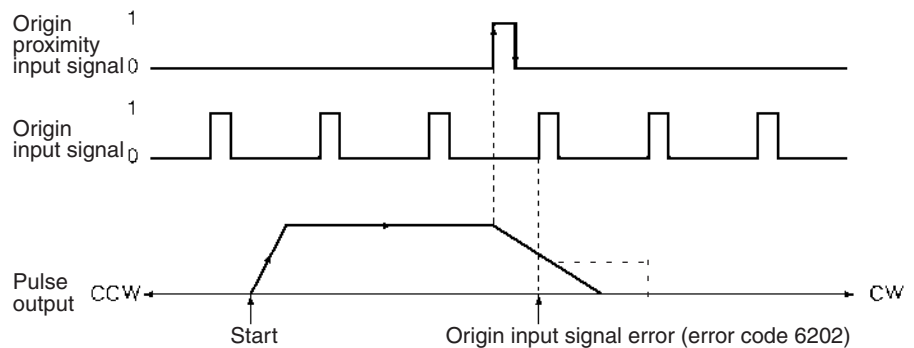 Origin
proximity
input signal
1
0
Origin
input signal
1
0
Pulse
output
CCW
CW
Start
Origin input signal error (error code 6202)